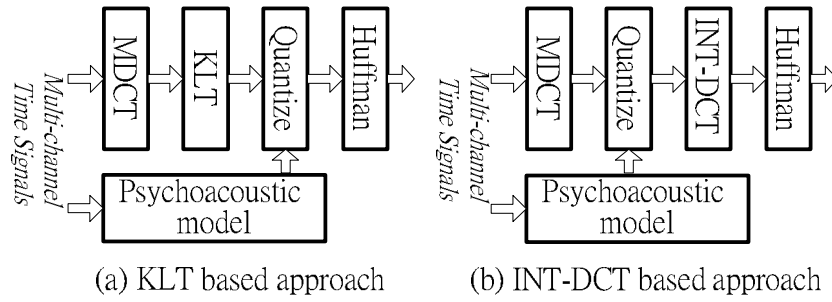 Multi-channel
Time Signals
MDCT
KLT
Quantize
Huffman
Psychoacoustic
model
(a) KLT based approach
Multi-channel
Time Signals
MDCT
Quantize
INT-DCT
Huffman
Psychoacoustic
model
(b) INT-DCT based approach